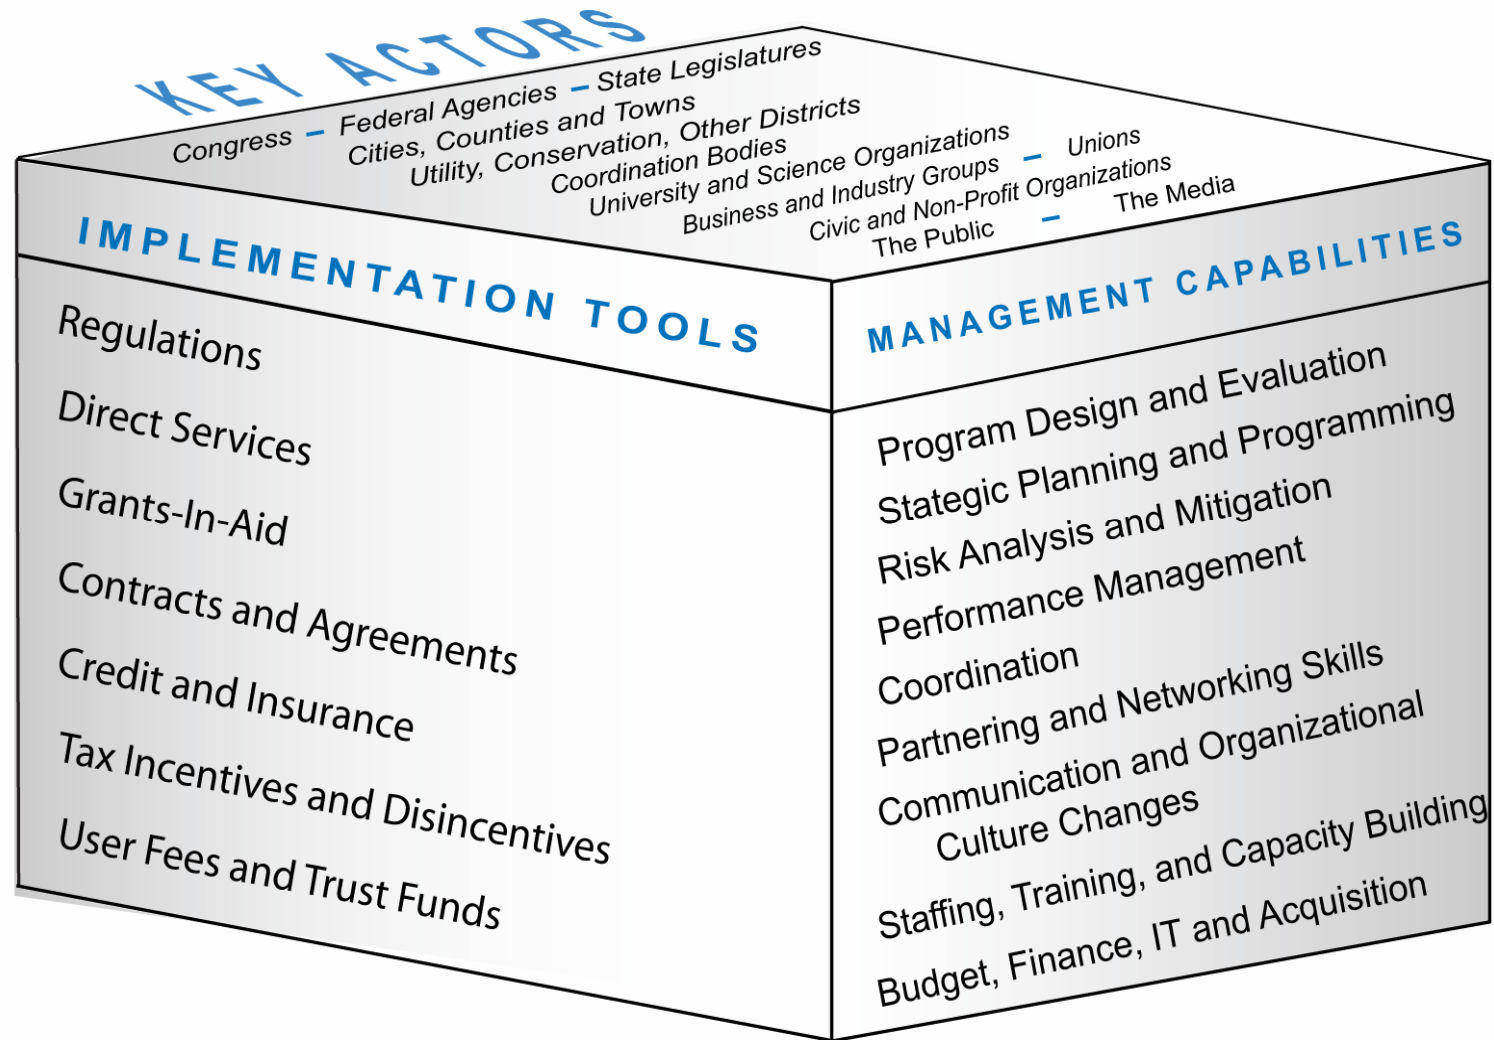 KEY ACTORS
Congress – Federal Agencies – State Legislatures
Cities, Counties and Towns
Utility, Conservation, Other Districts
Coordination Bodies
University and Science Organizations
Business and Industry Groups – Unions
Civic and Non-Profit Organizations
The Public – The Media
IMPLEMENTATION TOOLS
Regulations
Direct Services
Grants-In-Aid
Contracts and Agreements
Credit and Insurance
Tax Incentives and Disincentives
User Fees and Trust Funds
MANAGEMENT CAPABILITIES
Program Design and Evaluation
Stategic Planning and Programming
Risk Analysis and Mitigation
Performance Management
Coordination
Partnering and Networking Skills
Communication and Organizational
Culture Changes
Staffing, Training, and Capacity Building
Budget, Finance, IT and Acquisition